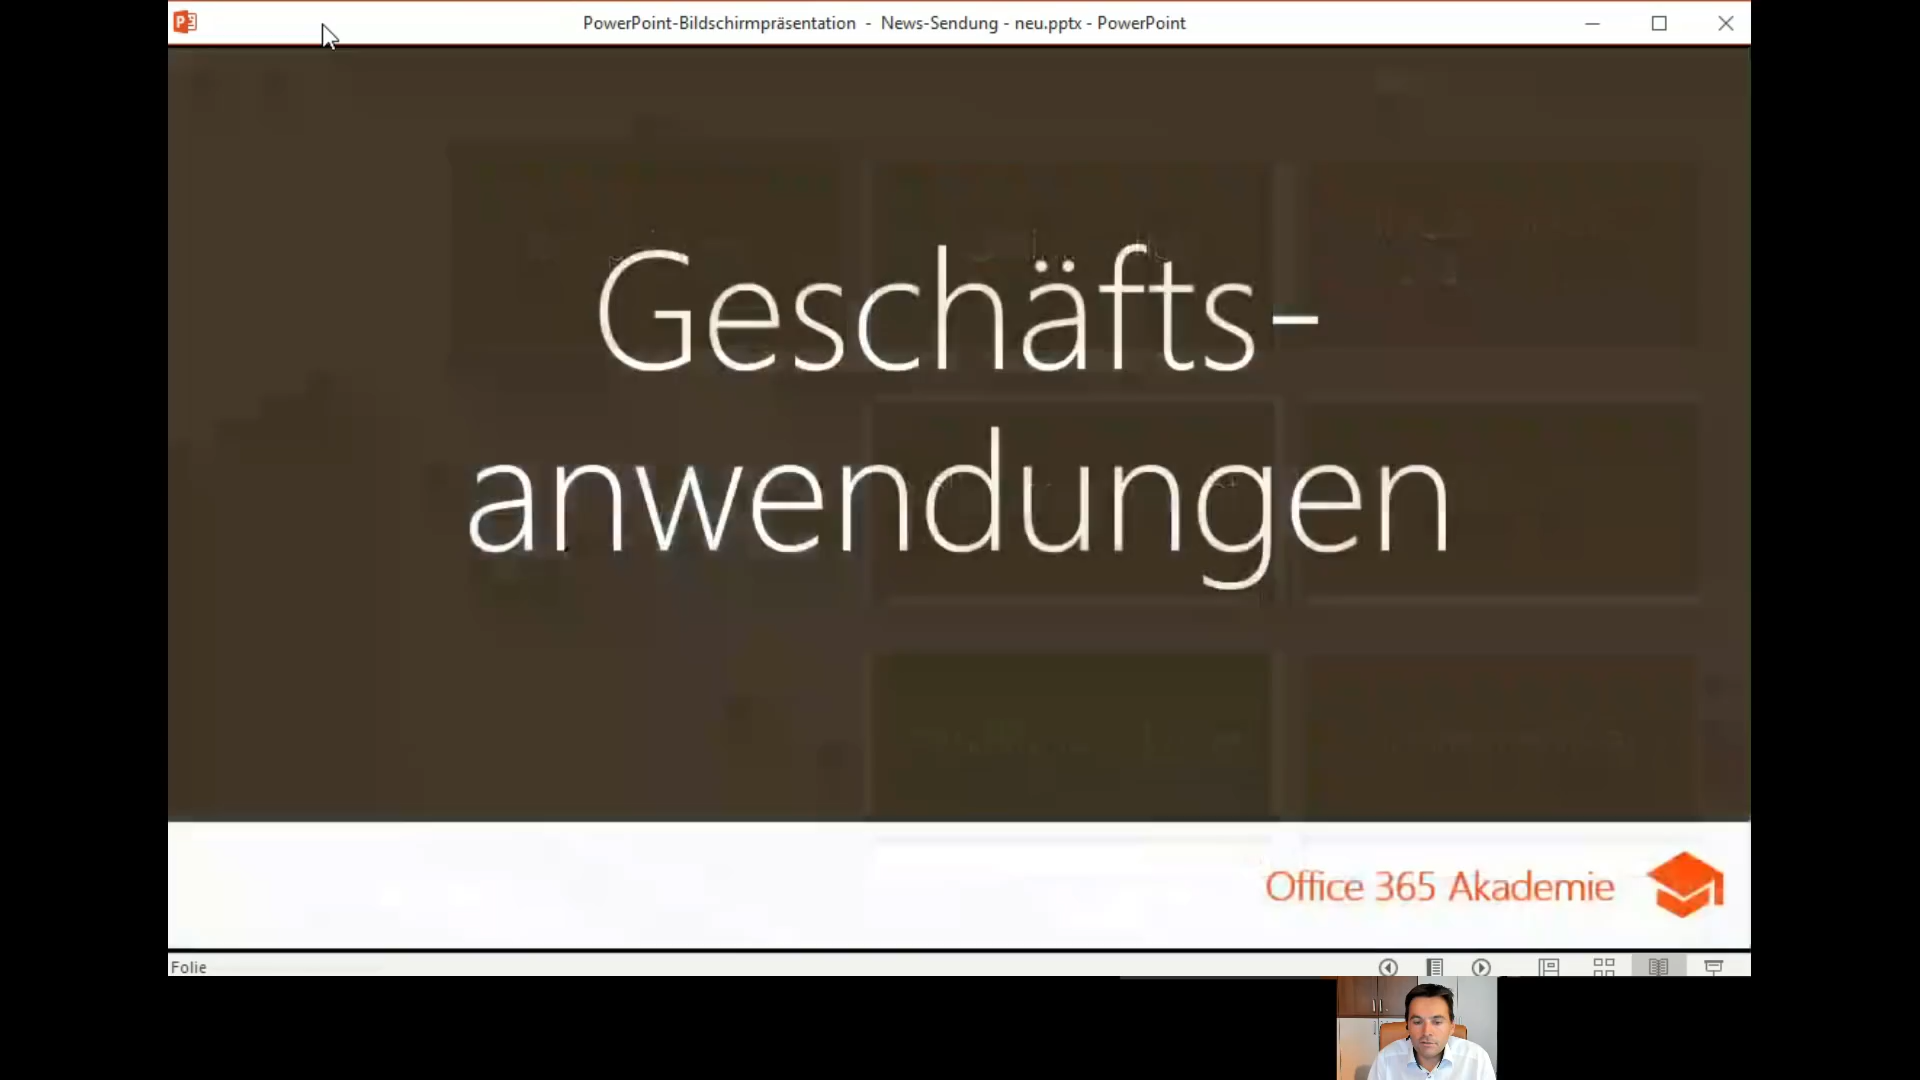 PowerPoint-Bildschirmpräsentation - News-Sendung - neu.pptx - PowerPoint
Geschäfts-
anwendungen
Office 365 Akademie
Folie